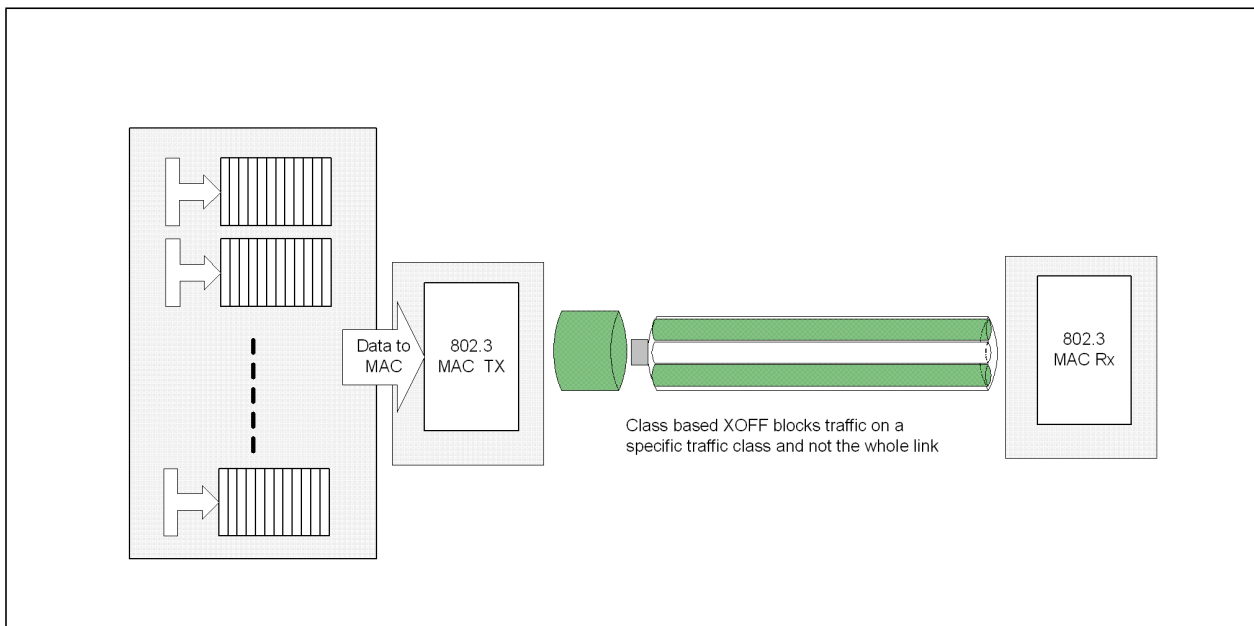 Data to
MAC
802.3
MAC TX
Class based XOFF blocks traffic on a
specific traffic class and not the whole link
802.3
MAC Rx